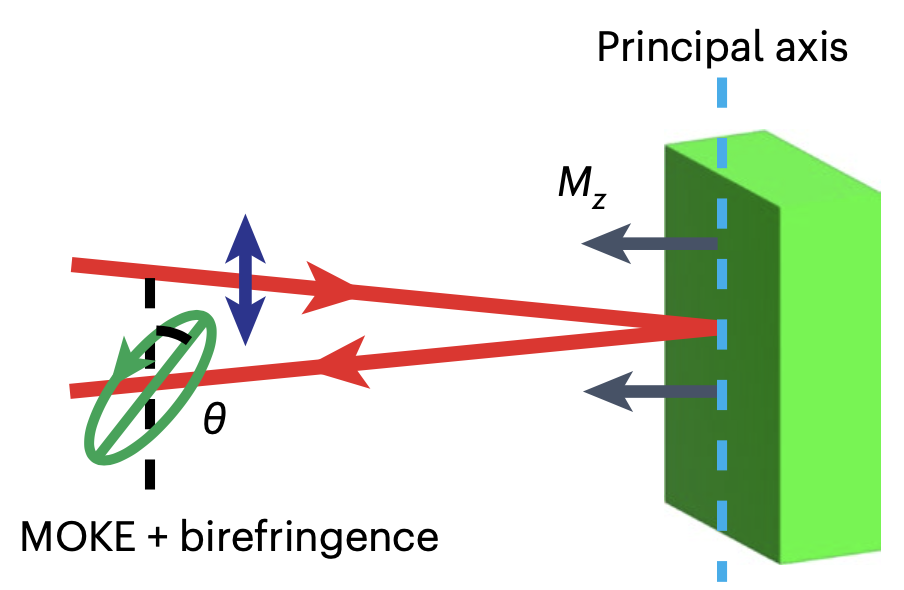 Principal axis
M_z
θ
MOKE + birefringence